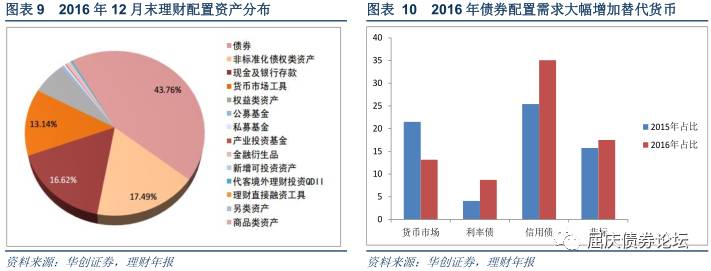 图表 9 2016 年 12 月末理财配置资产分布
43.76%
17.49%
16.62%
13.14%
债券
非标准化债权类资产
现金及银行存款
货币市场工具
权益类资产
公募基金
私募基金
产业投资基金
金融衍生品
新增可投资资产
代客境外理财投资QDII
理财直接融资工具
另类资产
商品类资产
资料来源：华创证券，理财年报
图表 10 2016 年债券配置需求大幅增加替代货币
40
35
30
25
20
15
10
5
0
货币市场
利率债
信用债
2015年占比
2016年占比
屈庆债券论坛
资料来源：华创证券，理财年报